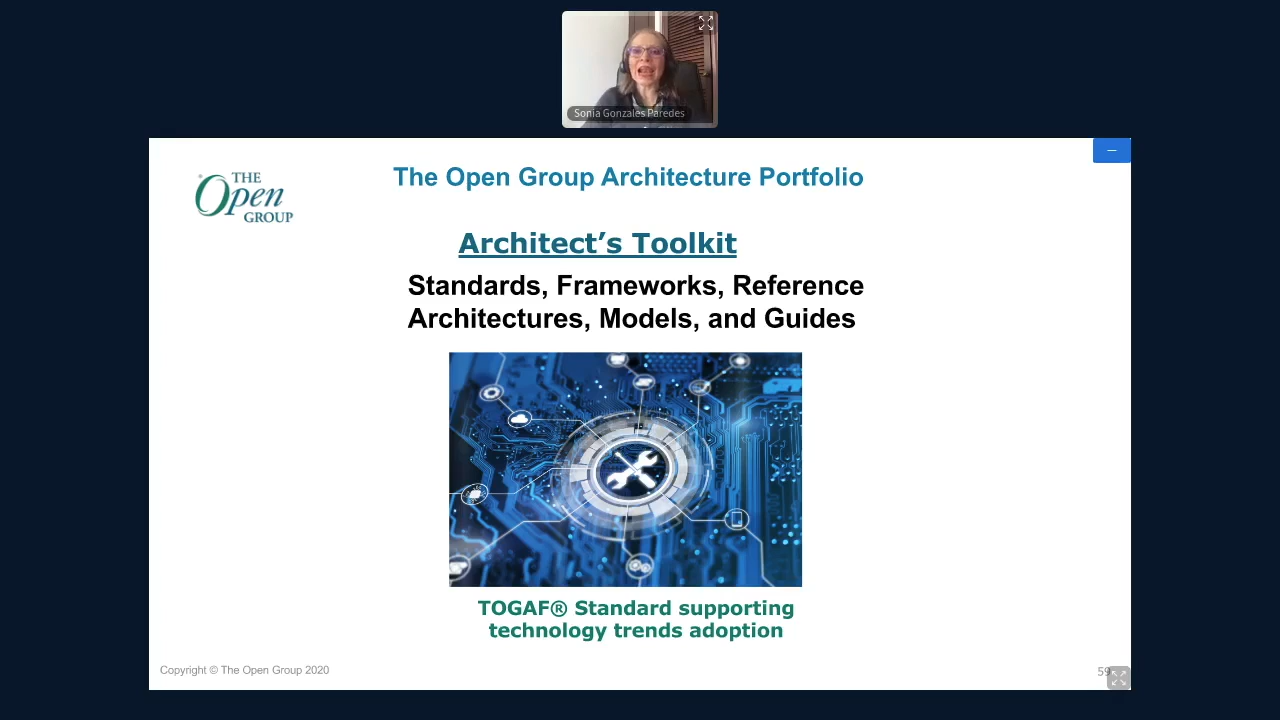 Sonia Gonzales Paredes
THE
Open
GROUP
The Open Group Architecture Portfolio
Architect’s Toolkit
Standards, Frameworks, Reference
Architectures, Models, and Guides
TOGAF® Standard supporting
technology trends adoption
Copyright © The Open Group 2020
59